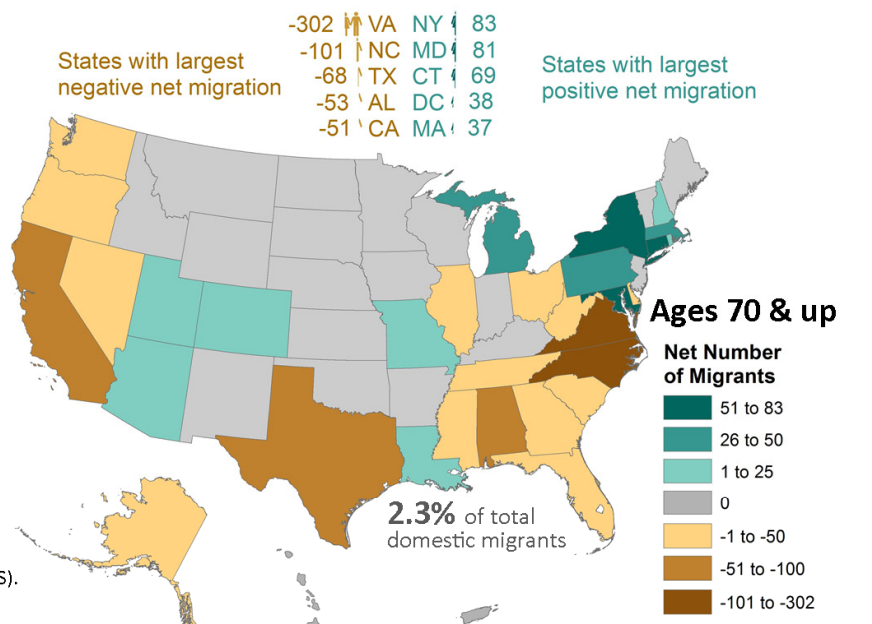 -302 VA NY 83
-101 NC MD 81
-68 TX CT 69
-53 AL DC 38
-51 CA MA 37
States with largest
negative net migration
States with largest
positive net migration
Ages 70 & up
Net Number
of Migrants
51 to 83
26 to 50
1 to 25
0
-1 to -50
-51 to -100
-101 to -302
2.3% of total
domestic migrants
S).